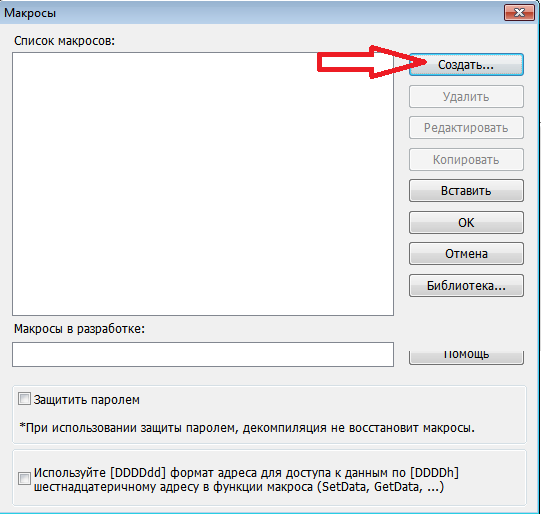 Макросы
Список макросов:
Создать...
Удалить
Редактировать
Копировать
Вставить
OK
Отмена
Библиотека...
Макросы в разработке:
Помощь
Защитить паролем
*При использовании защиты паролем, декомпиляция не восстановит макросы.
Используйте [DDDDdd] формат адреса для доступа к данным по [DDDDh]
шестнадцатеричному адресу в функции макроса (SetData, GetData, ...)